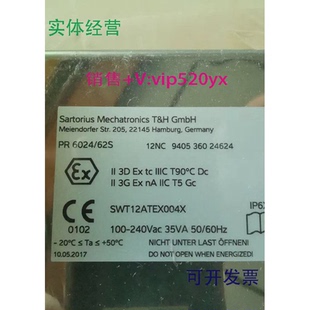 实体经营
销售+V:vip520yx
Sartorius Mechatronics T&H GmbH
Meiendorfer Str. 205, 22145 Hamburg, Germany
PR 6024/62S 12NC 9405 360 24624
Ex II 3D Ex tc IIIC T90°C Dc
II 3G Ex nA IIC T5 Gc
CE SWT12ATEX004X
0102 100-240Vac 35VA 50/60Hz
-20°C ≤ Ta ≤ +50°C NICHT UNTER LAST ÖFFNEN!
10.05.2017 DO NOT OPEN WHEN ENERGIZED!
可开发票